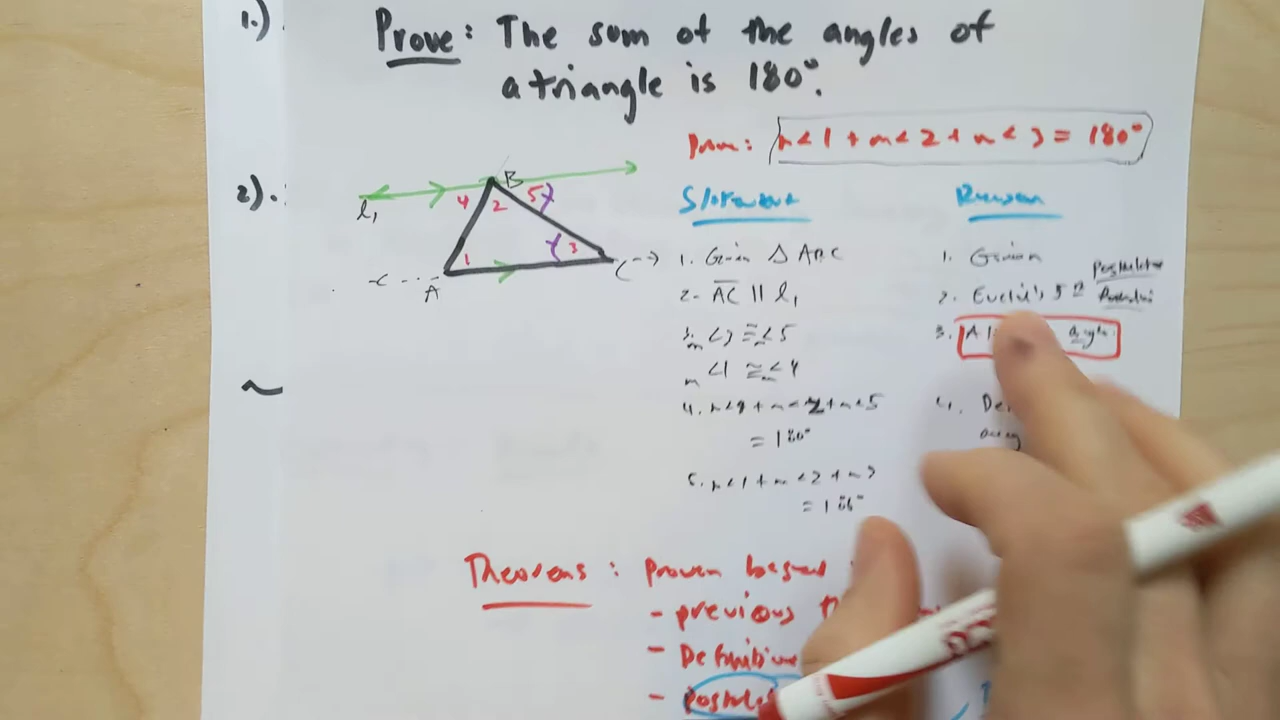 1.)
Prove: The sum of the angles of
a triangle is 180°.
Prove: m<1 + m<2 + m<3 = 180°
2).
l₁
B
4
2
5
1
3
A
C
Statement
Reason
1. Given △ ABC
1. Given
2. AC || l₁
2. Euclid's 5th Postulate
3. m<3 ≅ m<5
3.
m<1 ≅ m<4
4. m<4 + m<2 + m<5
4.
= 180°
5. m<1 + m<2 + m<3
= 180°
Theorems: proven based
- previous
- Definitions
-
~